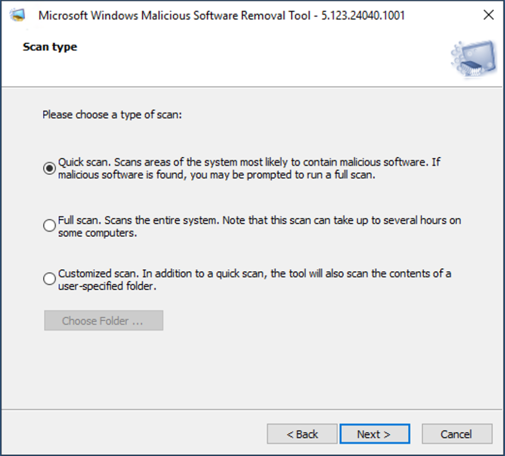 Microsoft Windows Malicious Software Removal Tool - 5.123.24040.1001
Scan type
Please choose a type of scan:
Quick scan. Scans areas of the system most likely to contain malicious software. If
malicious software is found, you may be prompted to run a full scan.
Full scan. Scans the entire system. Note that this scan can take up to several hours on
some computers.
Customized scan. In addition to a quick scan, the tool will also scan the contents of a
user-specified folder.
Choose Folder ...
< Back Next > Cancel